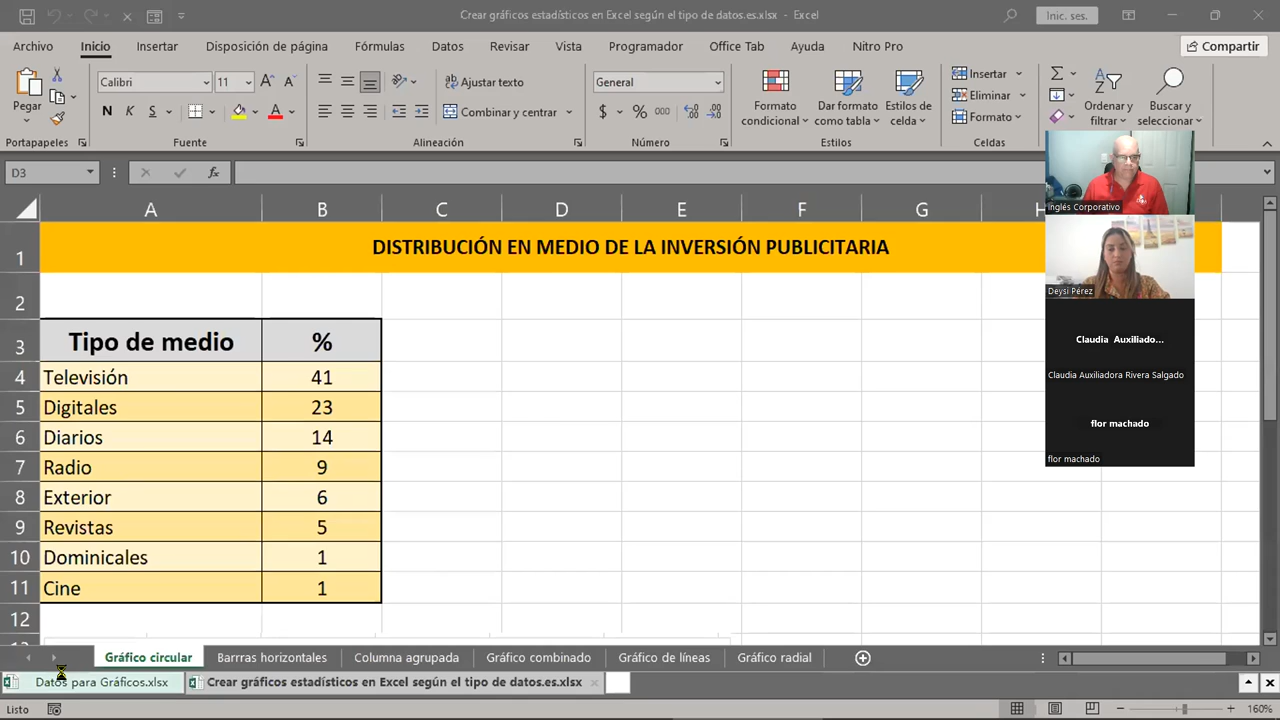 Crear gráficos estadísticos en Excel según el tipo de datos.es.xlsx - Excel
Inic. ses.
Archivo Inicio Insertar Disposición de página Fórmulas Datos Revisar Vista Programador Office Tab Ayuda Nitro Pro Compartir
Calibri 11 Ajustar texto General Insertar
Pegar N K S Combinar y centrar $ % 000 Formato condicional Dar formato como tabla Estilos de celda Eliminar Ordenar y filtrar Buscar y seleccionar
Formato
Portapapeles Fuente Alineación Número Estilos Celdas
D3 fx
A B C D E F G H
1 DISTRIBUCIÓN EN MEDIO DE LA INVERSIÓN PUBLICITARIA
2
3 Tipo de medio %
4 Televisión 41
5 Digitales 23
6 Diarios 14
7 Radio 9
8 Exterior 6
9 Revistas 5
10 Dominicales 1
11 Cine 1
12
Inglés Corporativo
Deysi Pérez
Claudia Auxiliado...
Claudia Auxiliadora Rivera Salgado
flor machado
flor machado
Gráfico circular Barrras horizontales Columna agrupada Gráfico combinado Gráfico de líneas Gráfico radial
Datos para Gráficos.xlsx Crear gráficos estadísticos en Excel según el tipo de datos.es.xlsx
Listo 160%